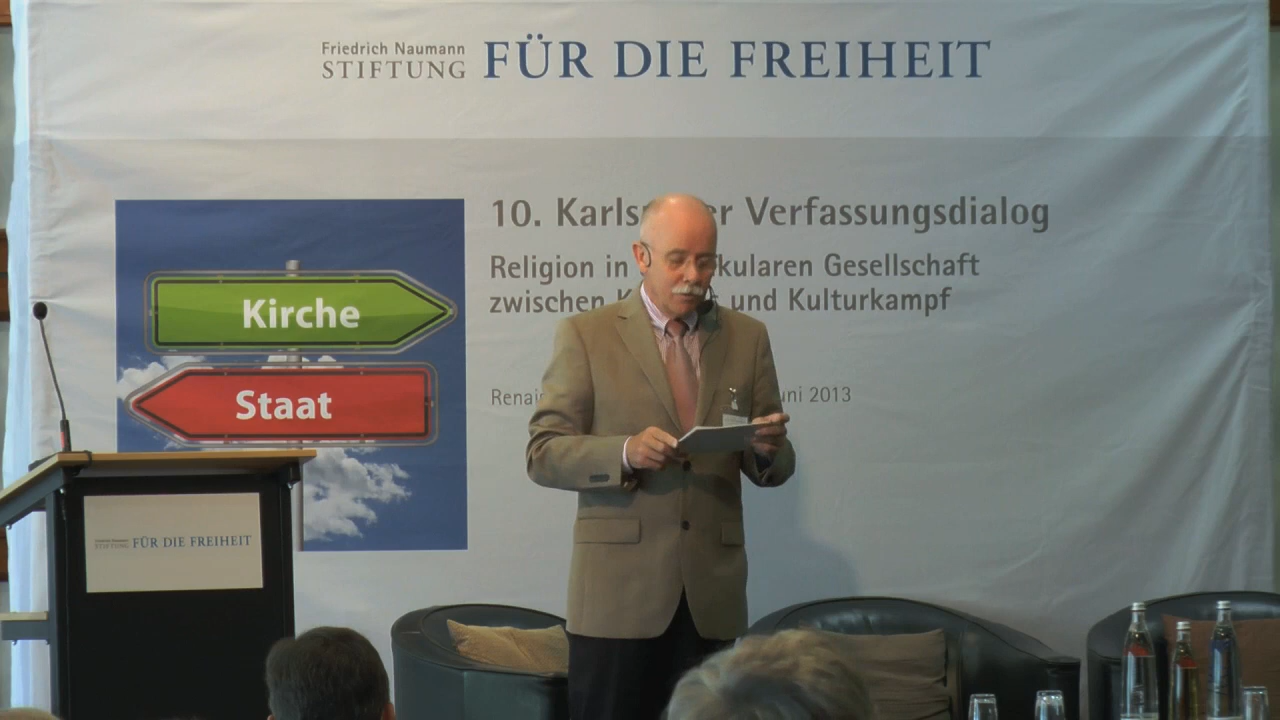 Friedrich Naumann
STIFTUNG FÜR DIE FREIHEIT
10. Karls er Verfassungsdialog
Religion in kularen Gesellschaft
zwischen K s und Kulturkampf
Kirche
Staat
Renai uni 2013
STIFTUNG FÜR DIE FREIHEIT